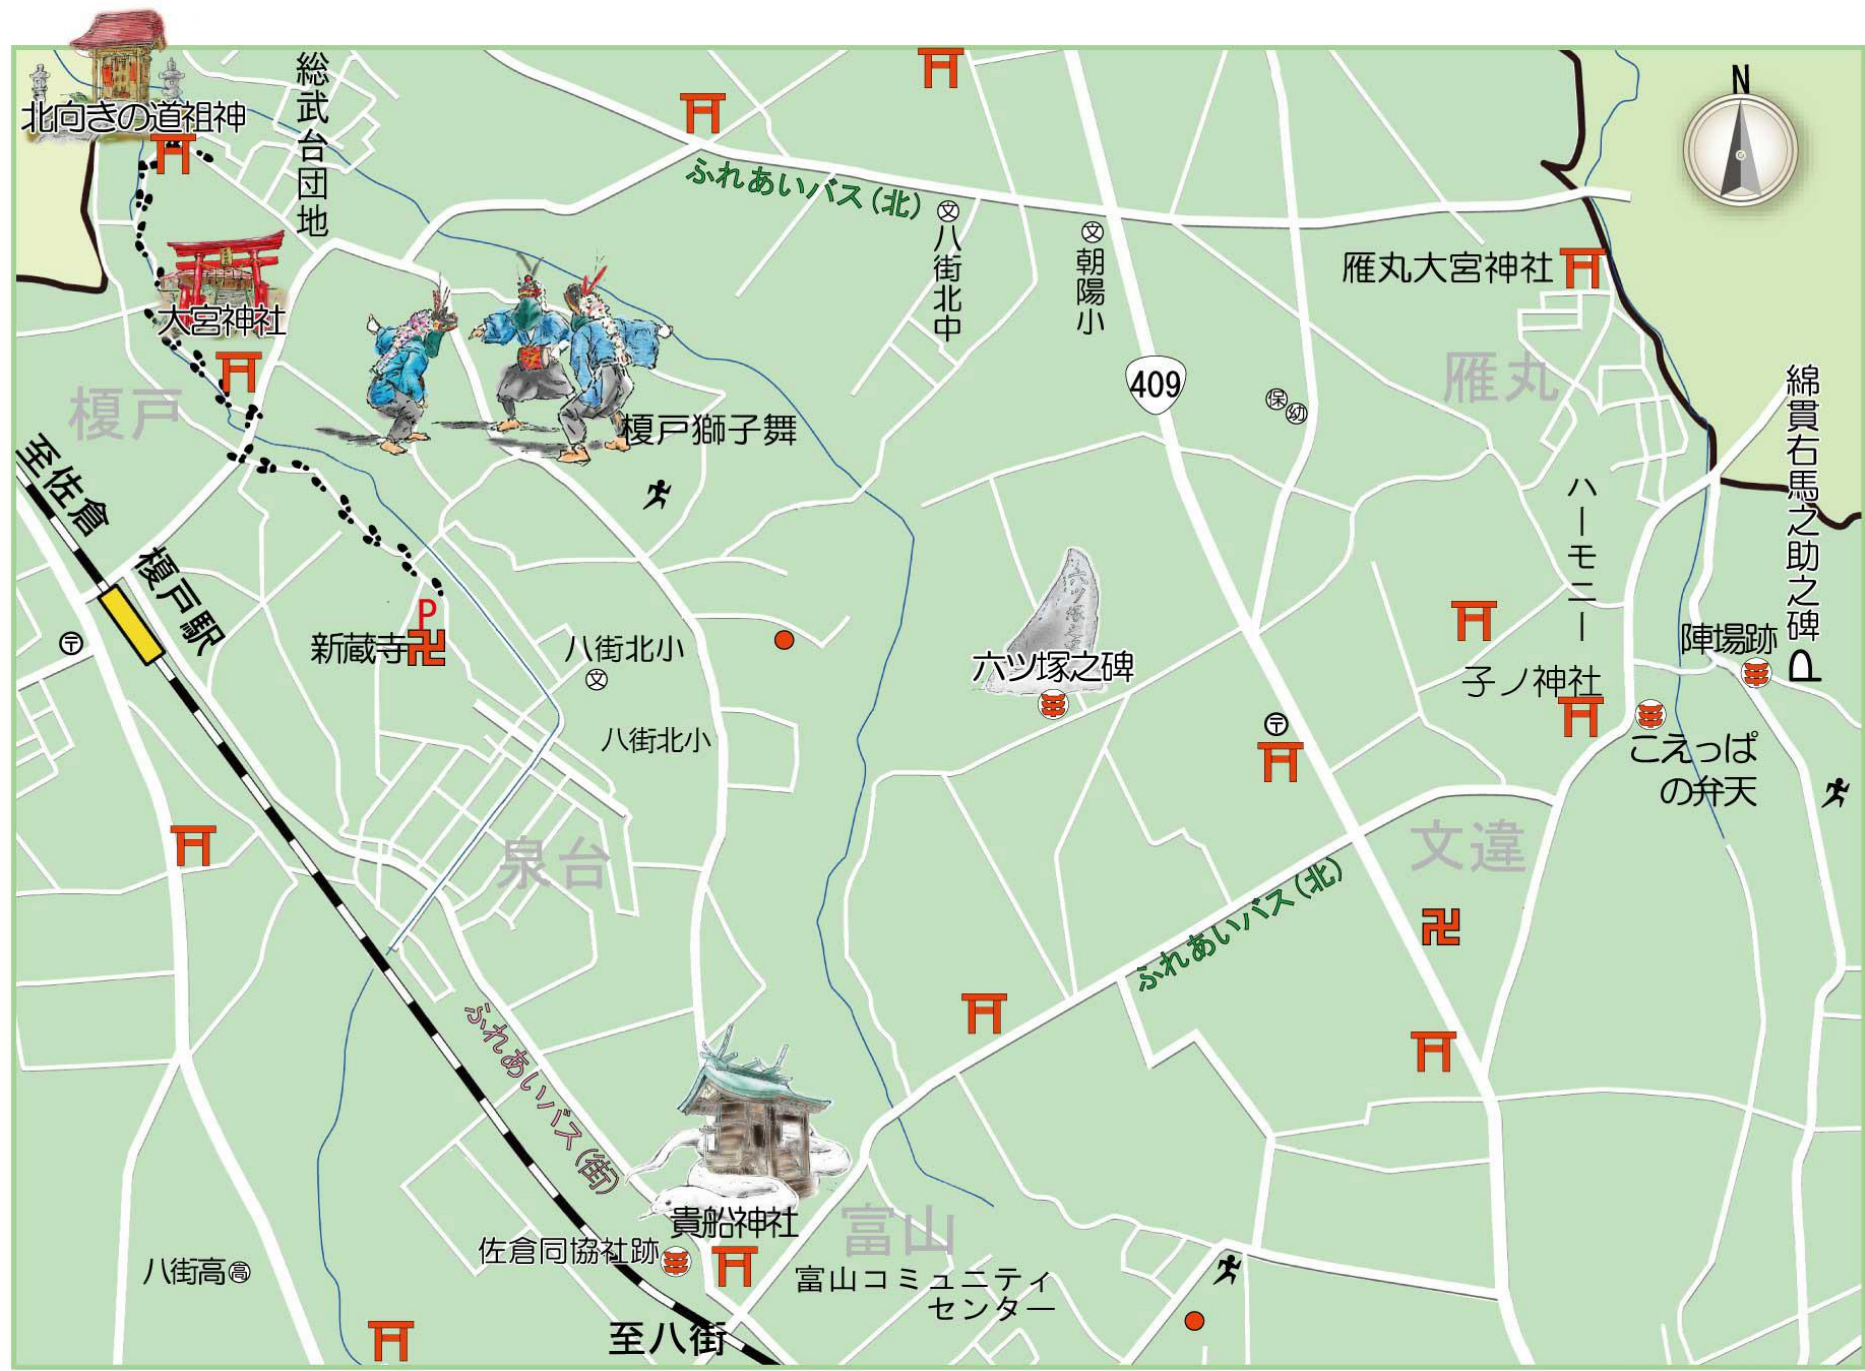 N
北向きの道祖神
総武台団地
ふれあいバス(北)
文
八街北中
文
朝陽小
雁丸大宮神社
大宮神社
榎戸
409
雁丸
保
幼
綿貫右馬之助之碑
榎戸獅子舞
至佐倉
榎戸駅
ハーモニー
六ツ塚之碑
P
新蔵寺
八街北小
文
八街北小
〒
陣場跡
子ノ神社
〒
こえっぱ
の弁天
泉台
文違
ふれあいバス(北)
ふれあいバス(街)
貴船神社
富山
佐倉同協社跡
富山コミュニティ
センター
八街高
高
至八街